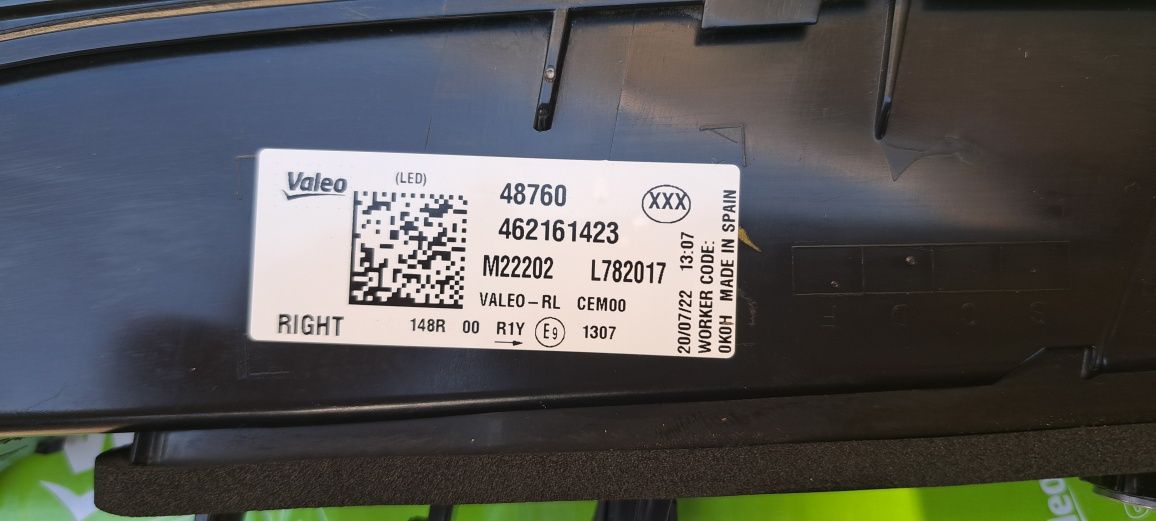 Valeo
(LED)
48760
XXX
462161423
M22202 L782017
VALEO-RL CEM00
RIGHT
148R 00 R1Y E9 1307
20/07/22 13:07
WORKER CODE:
0K0H MADE IN SPAIN